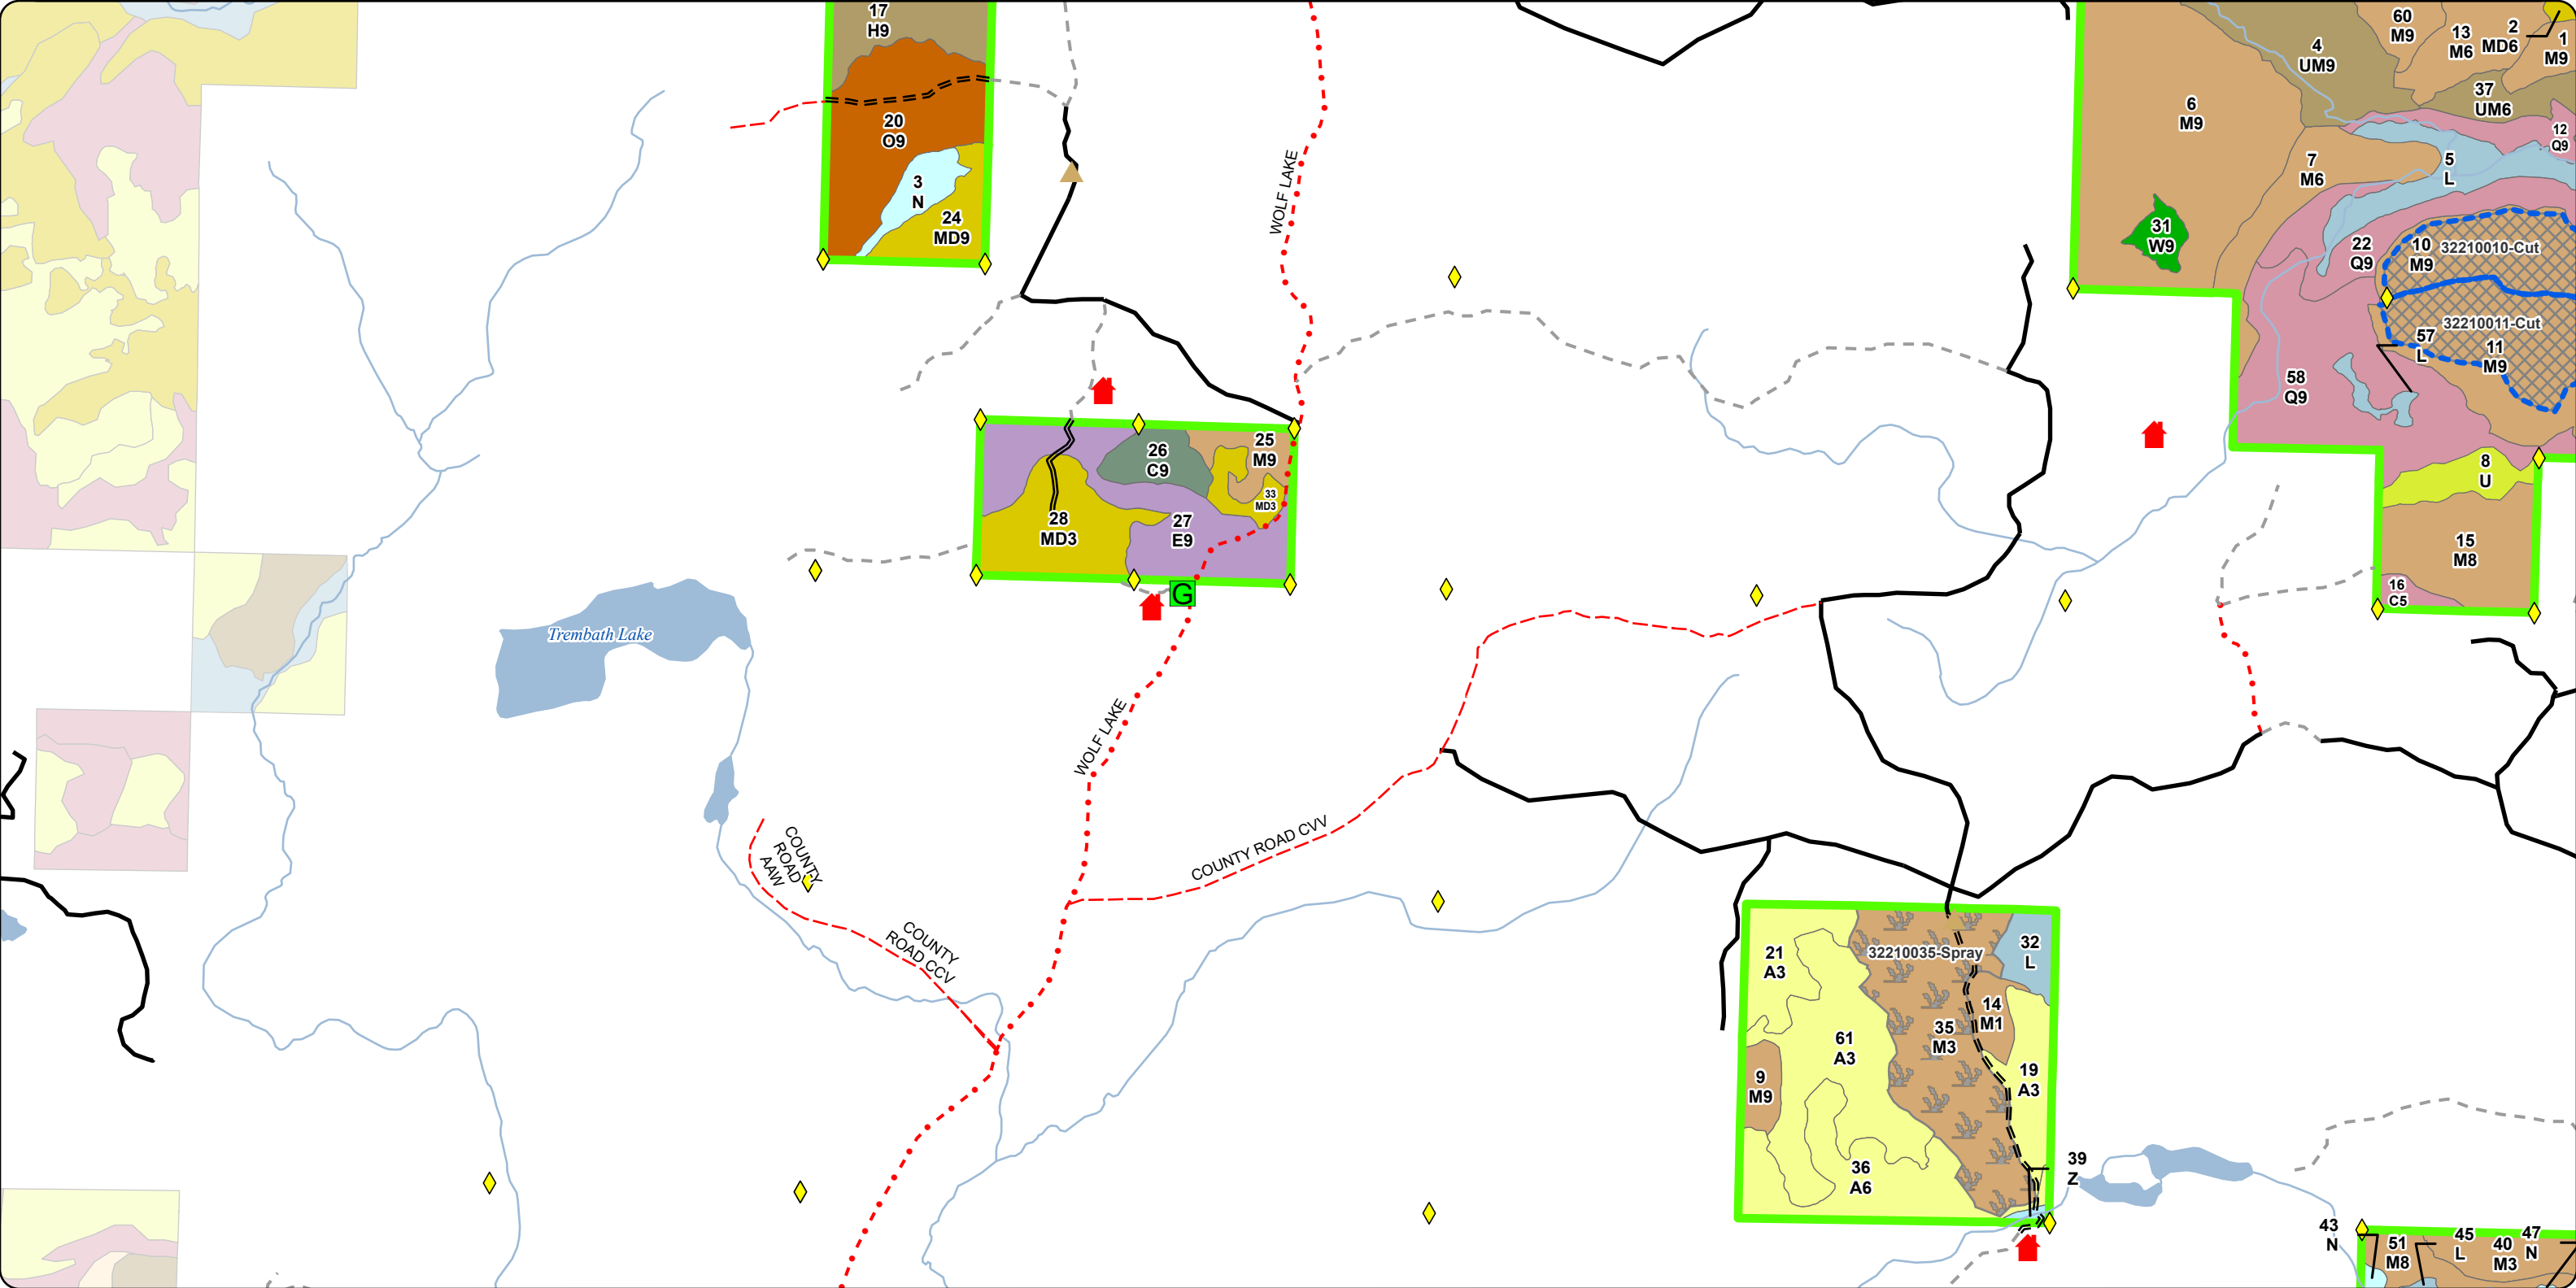 17
H9
20
O9
3
N
24
MD9
WOLF LAKE
60
M9
13
M6
2
MD6
1
M9
4
UM9
37
UM6
6
M9
12
Q9
7
M6
5
L
31
W9
22
Q9
10
M9
32210010-Cut
32210011-Cut
57
L
11
M9
58
Q9
26
C9
25
M9
33
MD3
28
MD3
27
E9
G
8
U
15
M8
16
C5
Trembath Lake
WOLF LAKE
COUNTY ROAD CVV
COUNTY
ROAD
AAW
COUNTY
ROAD CCV
21
A3
32210035-Spray
32
L
14
M1
35
M3
61
A3
9
M9
19
A3
36
A6
39
Z
43
N
51
M8
45
L
40
M3
47
N